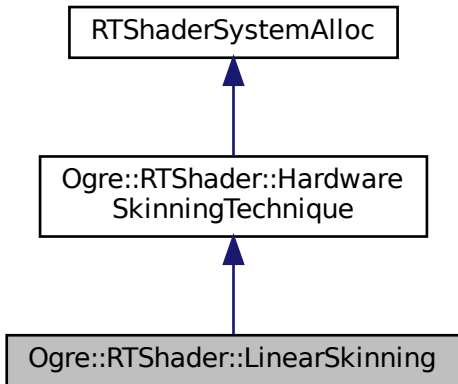 RTShaderSystemAlloc
Ogre::RTShader::Hardware
SkinningTechnique
Ogre::RTShader::LinearSkinning